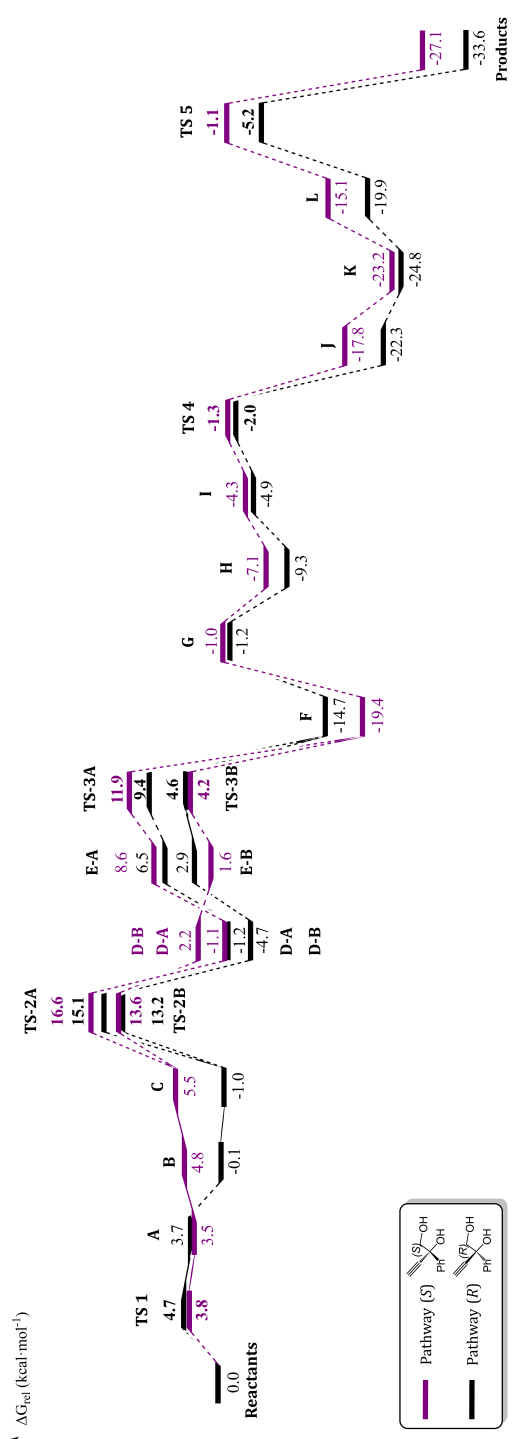 ΔGrel (kcal·mol⁻¹)
0.0
Reactants
TS 1
4.7
3.8
A
3.7
3.5
B
4.8
-0.1
C
5.5
-1.0
TS-2A
16.6
15.1
13.6
13.2
TS-2B
D-B
D-A
2.2
-1.1
-1.2
-4.7
D-A
D-B
E-A
8.6
6.5
2.9
1.6
E-B
TS-3A
11.9
9.4
4.6
4.2
TS-3B
F
-14.7
-19.4
G
-1.0
-1.2
H
-7.1
-9.3
I
-4.3
-4.9
TS 4
-1.3
-2.0
J
-17.8
-22.3
K
-23.2
-24.8
L
-15.1
-19.9
TS 5
-1.1
-5.2
-27.1
-33.6
Products
Pathway (S)
(S)
OH
OH
Ph
Pathway (R)
(R)
OH
OH
Ph